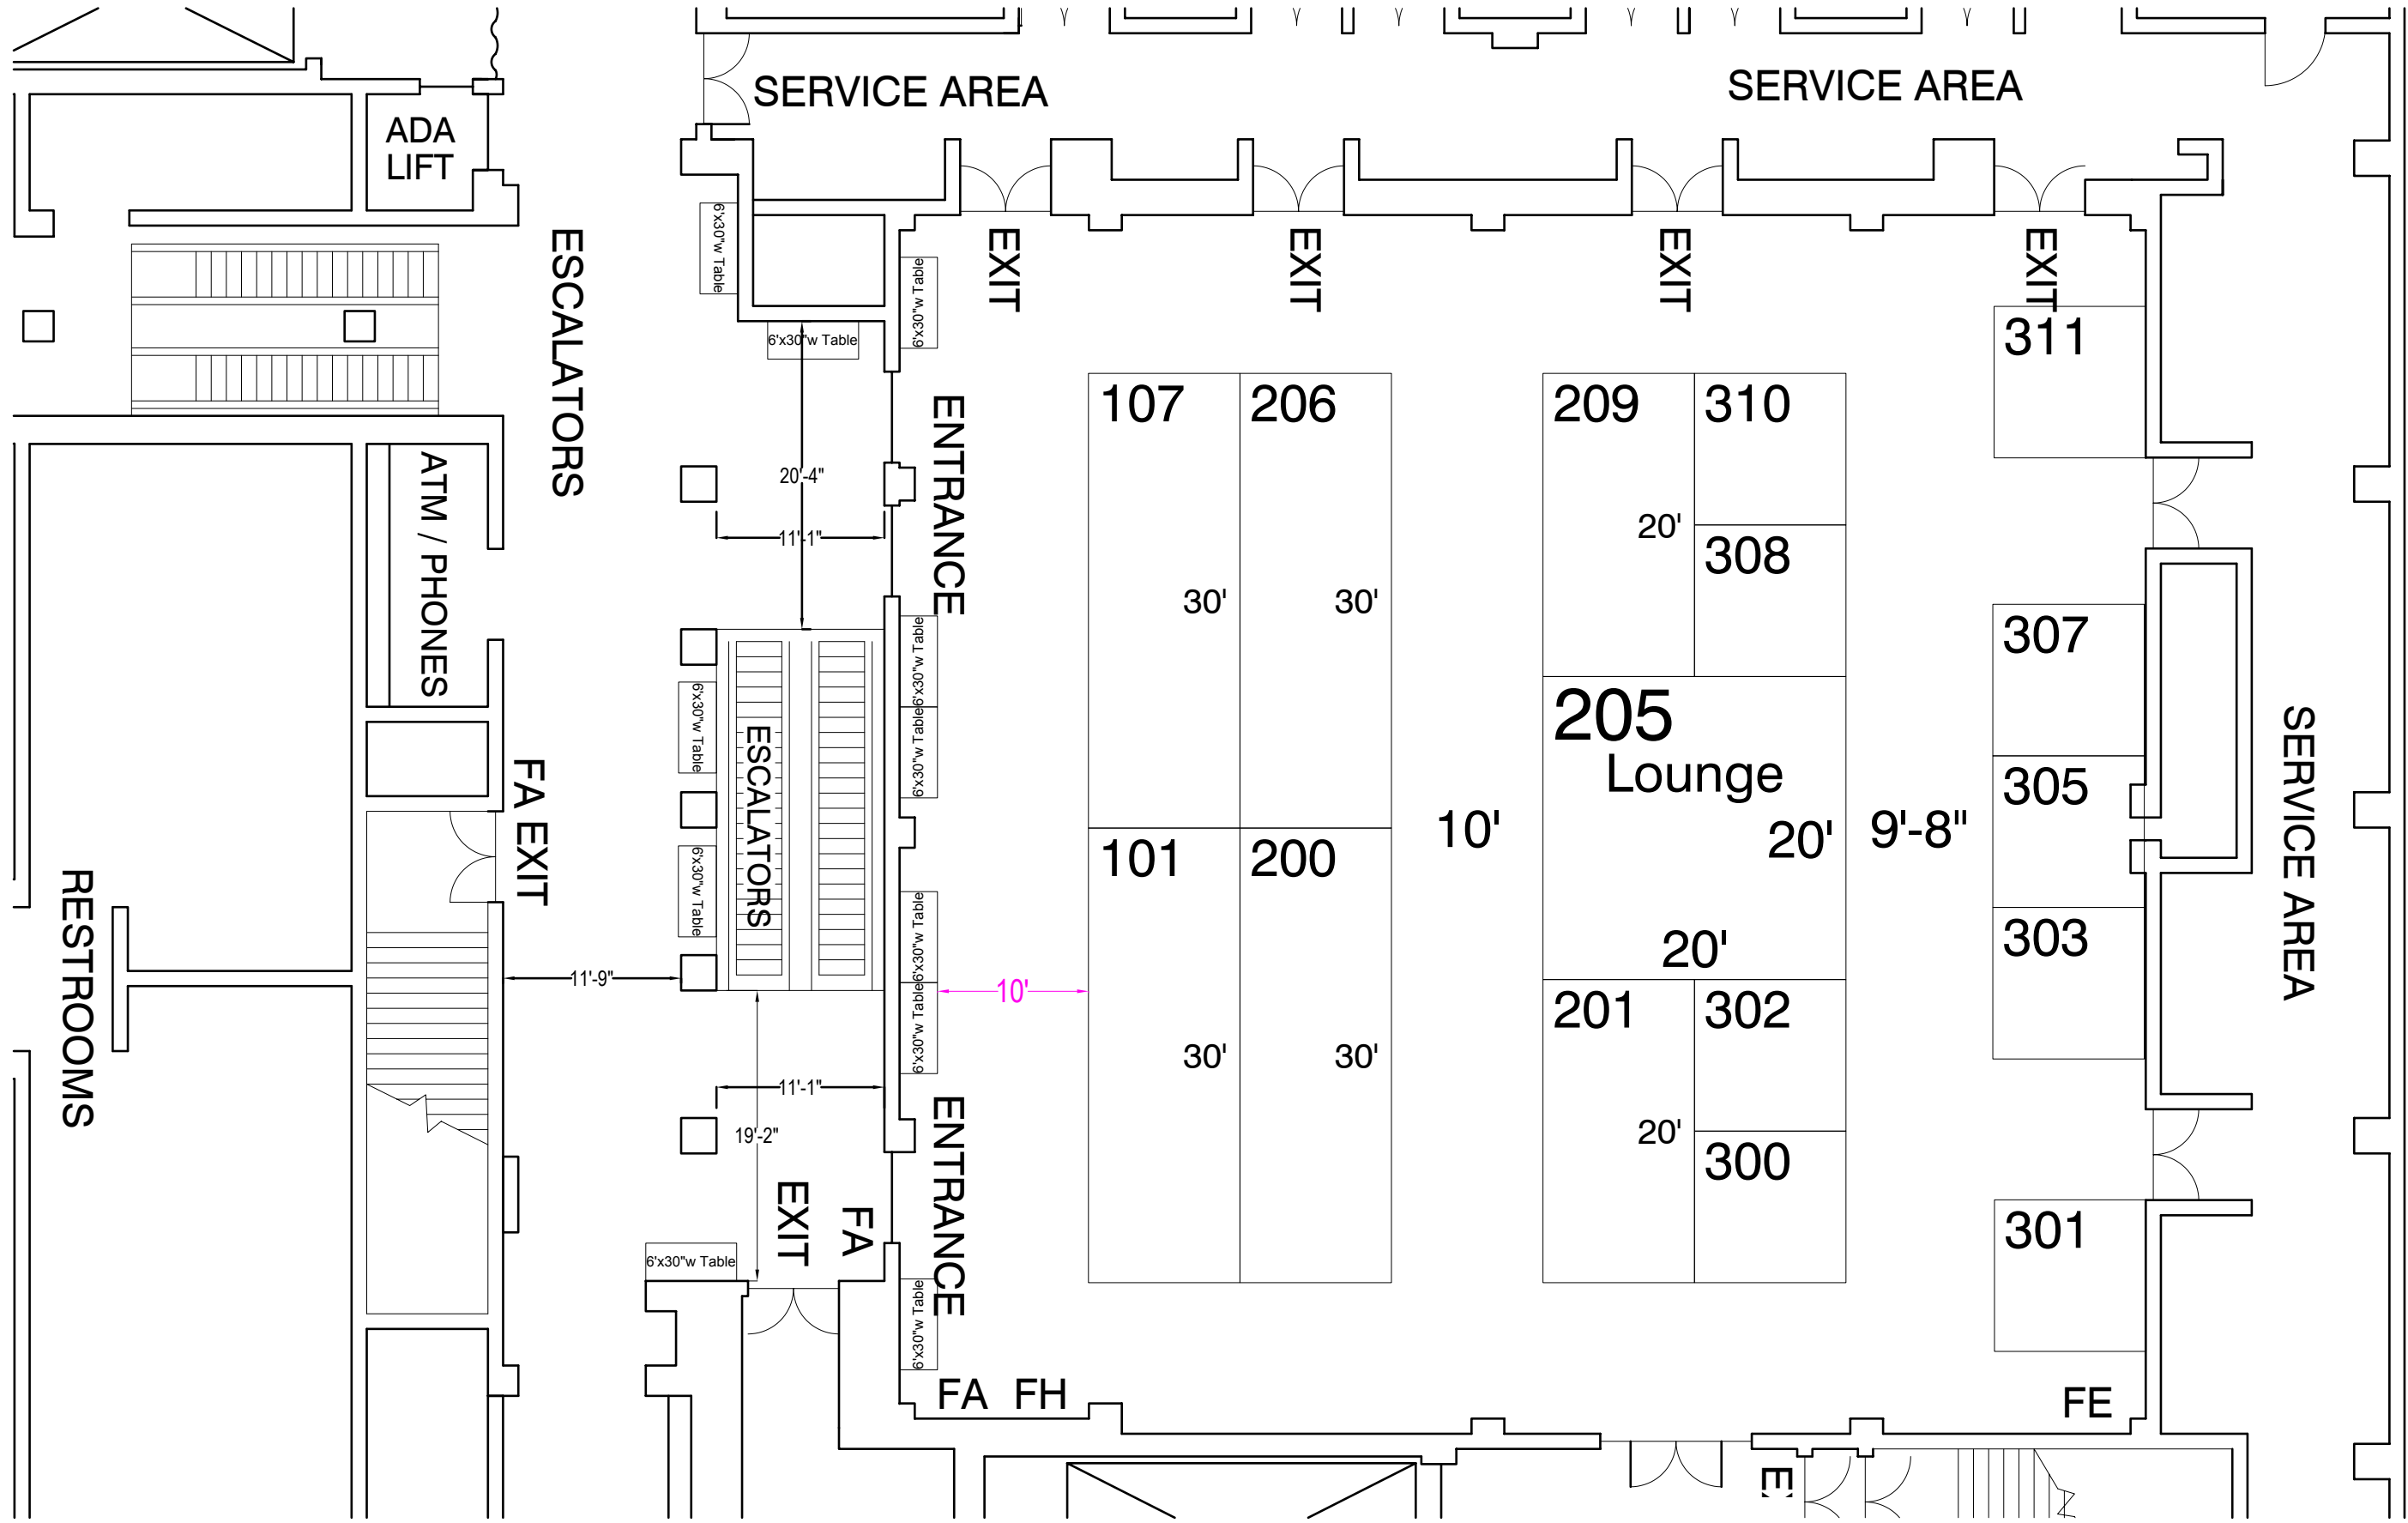 SERVICE AREA
SERVICE AREA
ADA
LIFT
6'x30"w Table
ESCALATORS
EXIT
EXIT
EXIT
EXIT
6'x30"w Table
6'x30"w Table
311
107
206
209
310
ENTRANCE
ATM / PHONES
20'-4"
11'-1"
20'
308
30'
30'
307
6'x30"w Table
6'x30"w Table
6'x30"w Table
205
Lounge
SERVICE AREA
ESCALATORS
FA
EXIT
305
10'
20'
9'-8"
101
200
6'x30"w Table
RESTROOMS
6'x30"w Table
6'x30"w Table
303
20'
11'-9"
10'
201
302
30'
30'
11'-1"
ENTRANCE
19'-2"
20'
300
EXIT
FA
301
6'x30"w Table
6'x30"w Table
FA
FH
FE